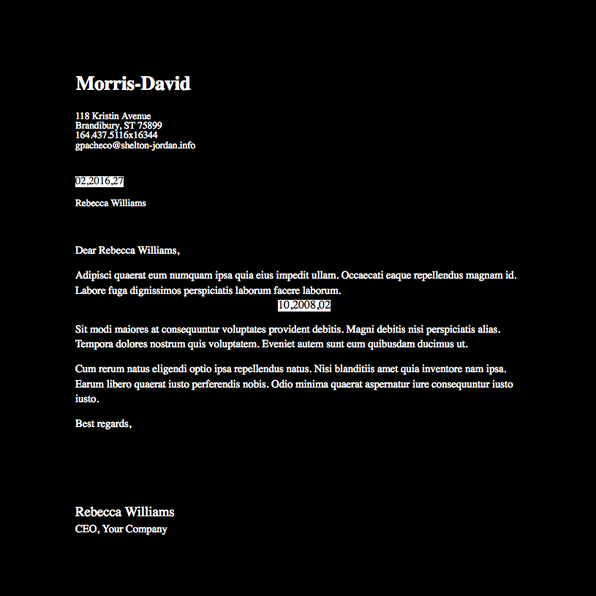 Morris-David
118 Kristin Avenue
Brandibury, ST 75899
164.437.5116x16344
gpacheco@shelton-jordan.info
02,2016,27
Rebecca Williams
Dear Rebecca Williams,
Adipisci quaerat eum numquam ipsa quia eius impedit ullam. Occaecati eaque repellendus magnam id.
Labore fuga dignissimos perspiciatis laborum facere laborum.
10,2008,02
Sit modi maiores at consequuntur voluptates provident debitis. Magni debitis nisi perspiciatis alias.
Tempora dolores nostrum quis voluptatem. Eveniet autem sunt eum quibusdam ducimus ut.
Cum rerum natus eligendi optio ipsa repellendus natus. Nisi blanditiis amet quia inventore nam ipsa.
Earum libero quaerat iusto perferendis nobis. Odio minima quaerat aspernatur iure consequuntur iusto
iusto.
Best regards,
Rebecca Williams
CEO, Your Company